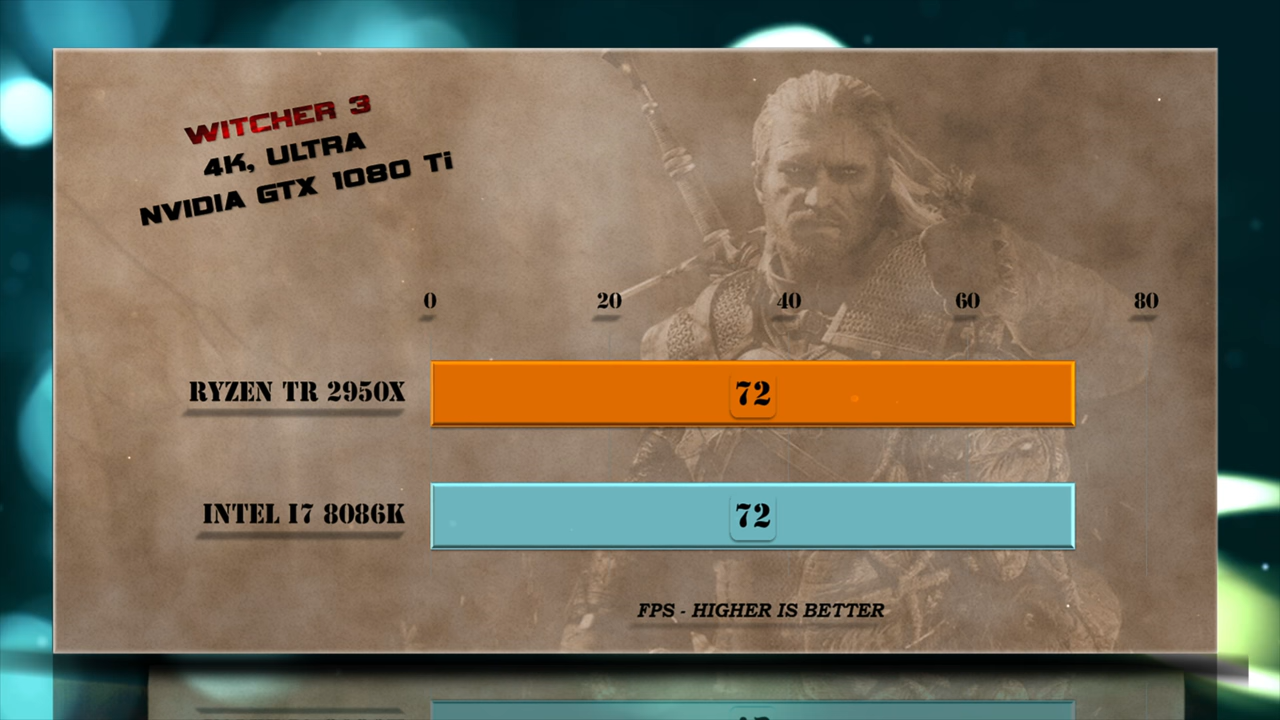 WITCHER 3
4K, ULTRA
NVIDIA GTX 1080 Ti
0 20 40 60 80
RYZEN TR 2950X 72
INTEL I7 8086K 72
FPS - HIGHER IS BETTER